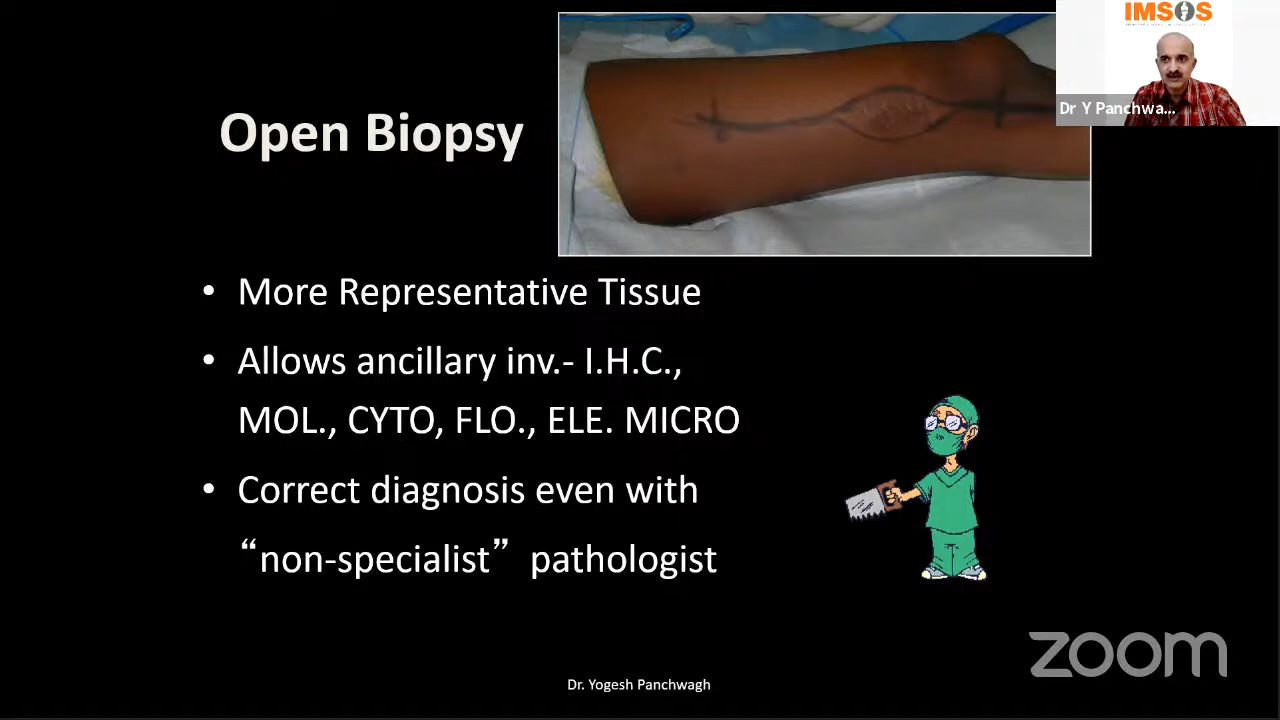 IMSOS
Dr Y Panchwa...
Open Biopsy
• More Representative Tissue
• Allows ancillary inv.- I.H.C.,
MOL., CYTO, FLO., ELE. MICRO
• Correct diagnosis even with
“non-specialist” pathologist
zoom
Dr. Yogesh Panchwagh